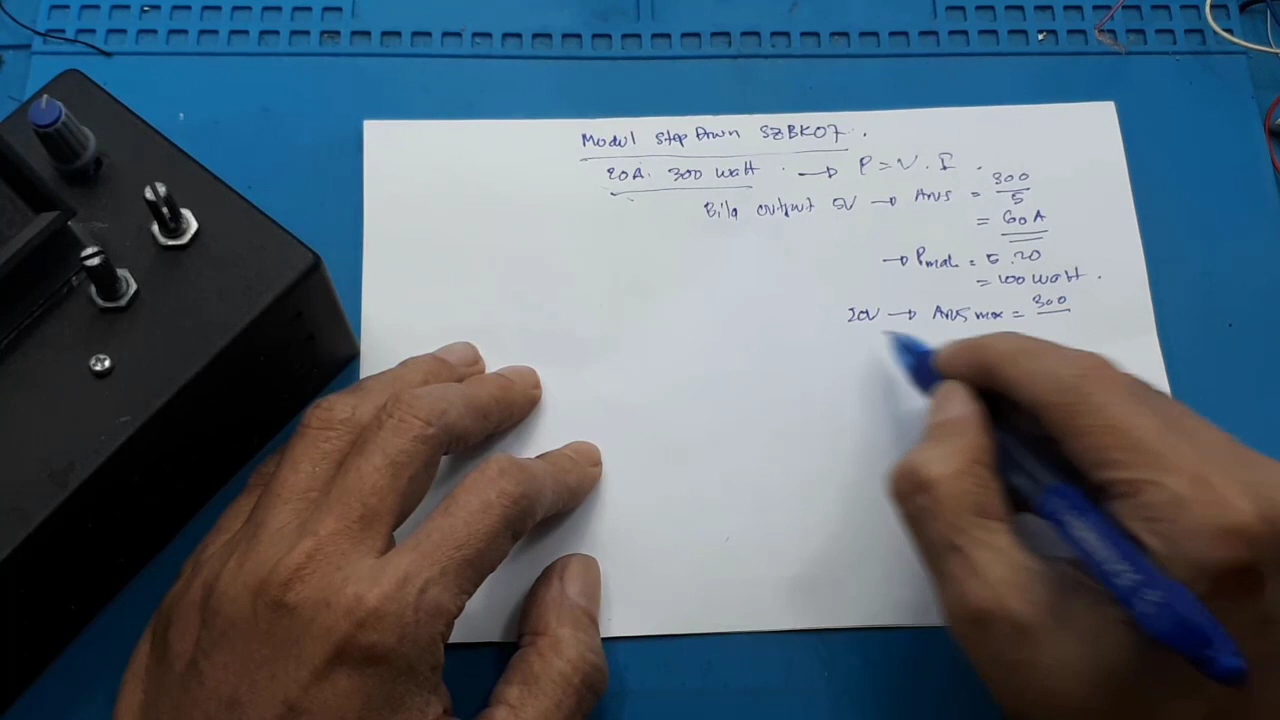 Modul Step Down SZBK07.
20A. 300 watt. → P = V. I.
Bila output 5V → Arus = 300/5
= 60A
→ Pmak = 5.20
= 100 watt.
20V → Arus max = 300